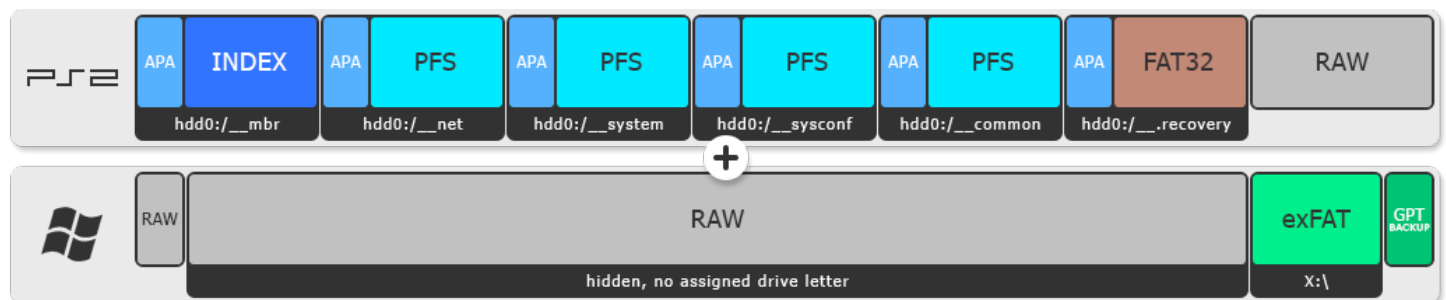 PS2
APA INDEX APA PFS APA PFS APA PFS APA PFS APA FAT32 RAW
hdd0:/__mbr hdd0:/__net hdd0:/__system hdd0:/__sysconf hdd0:/__common hdd0:/__.recovery
+
RAW RAW exFAT GPT
BACKUP
hidden, no assigned drive letter X:\